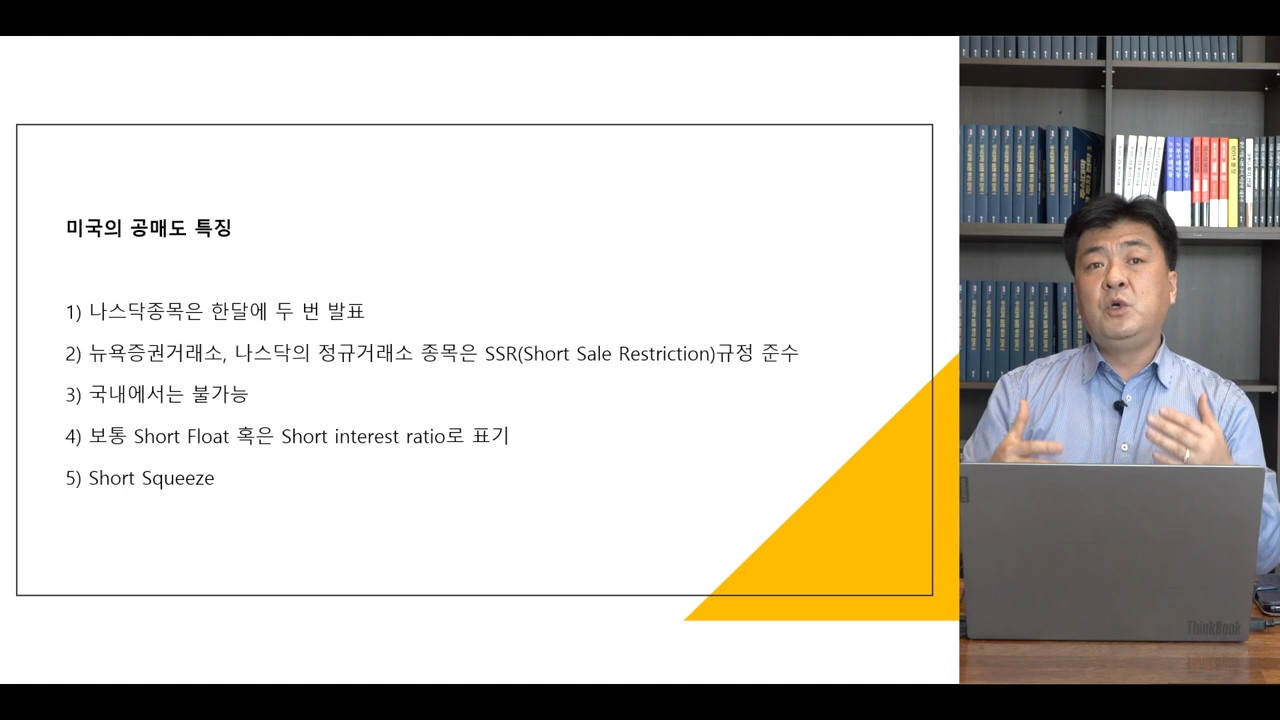 미국의 공매도 특징
1) 나스닥종목은 한달에 두 번 발표
2) 뉴욕증권거래소, 나스닥의 정규거래소 종목은 SSR(Short Sale Restriction)규정 준수
3) 국내에서는 불가능
4) 보통 Short Float 혹은 Short interest ratio로 표기
5) Short Squeeze
ThinkBook